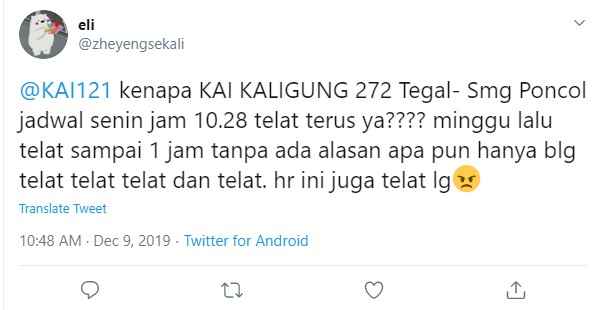 eli
@zheyengsekali
@KAI121 kenapa KAI KALIGUNG 272 Tegal- Smg Poncol
jadwal senin jam 10.28 telat terus ya???? minggu lalu
telat sampai 1 jam tanpa ada alasan apa pun hanya blg
telat telat telat dan telat. hr ini juga telat lg😠
Translate Tweet
10:48 AM · Dec 9, 2019 · Twitter for Android